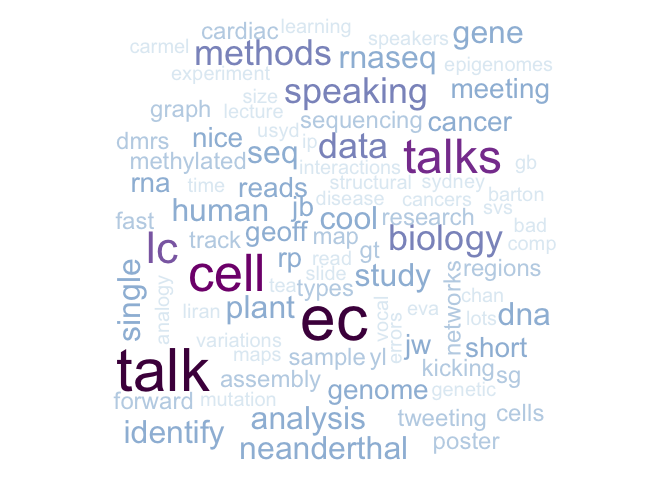 cardiac learning
carmel speakers gene
methods rnaseq epigenomes
experiment speaking meeting
size
graph lecture sequencing cancer
dmrs nice usyd ip data talks
methylated seq interactions gb
rna time reads structural sydney
human jb disease cancers barton
fast cool research svs bad
track geoff map gt biology comp
lc rp read
cell slide study regions
single analogy tea types networks chan
liran plant ec vocal eva lots dna
variations errors jw short
talk maps sample yl kicking sg
assembly genome genetic
forward mutation
identify analysis tweeting cells
neanderthal poster